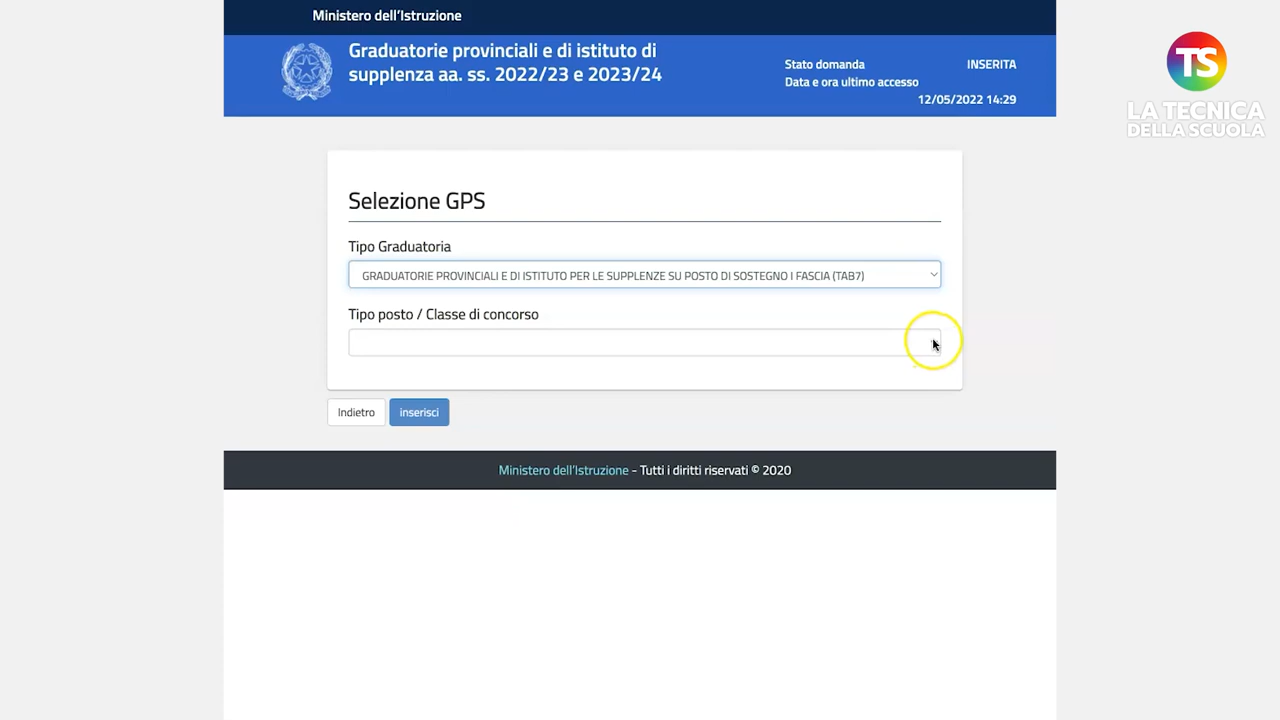 Ministero dell'Istruzione
Graduatorie provinciali e di istituto di
supplenza aa. ss. 2022/23 e 2023/24
Stato domanda INSERITA
Data e ora ultimo accesso
12/05/2022 14:29
TS
LA TECNICA
DELLA SCUOLA
Selezione GPS
Tipo Graduatoria
GRADUATORIE PROVINCIALI E DI ISTITUTO PER LE SUPPLENZE SU POSTO DI SOSTEGNO I FASCIA (TAB7)
Tipo posto / Classe di concorso
Indietro inserisci
Ministero dell'Istruzione - Tutti i diritti riservati © 2020